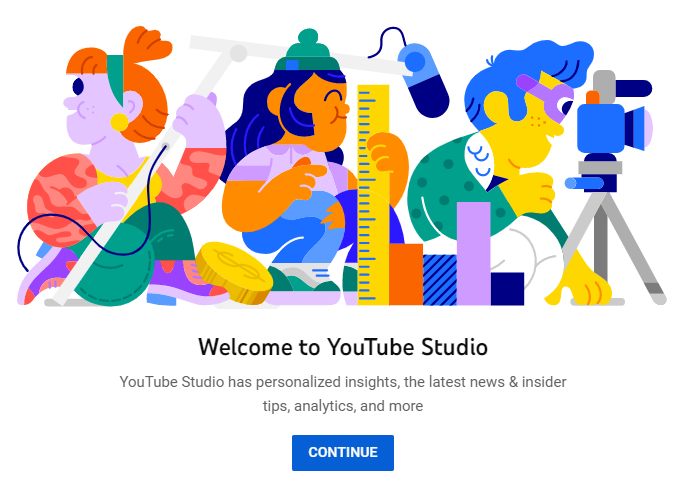 Welcome to YouTube Studio
YouTube Studio has personalized insights, the latest news & insider
tips, analytics, and more
CONTINUE